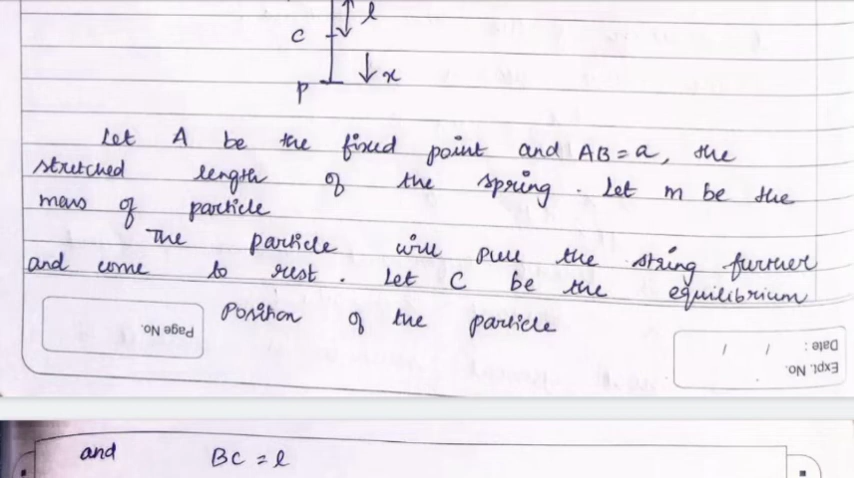 l
C
x
P
Let A be the fixed point and AB = a, the
stretched length of the spring. Let m be the
mass of particle
The particle will pull the string further
and come to rest. Let C be the equilibrium
Position of the particle
Page No.
Date : / /
Expt. No.
and BC = l